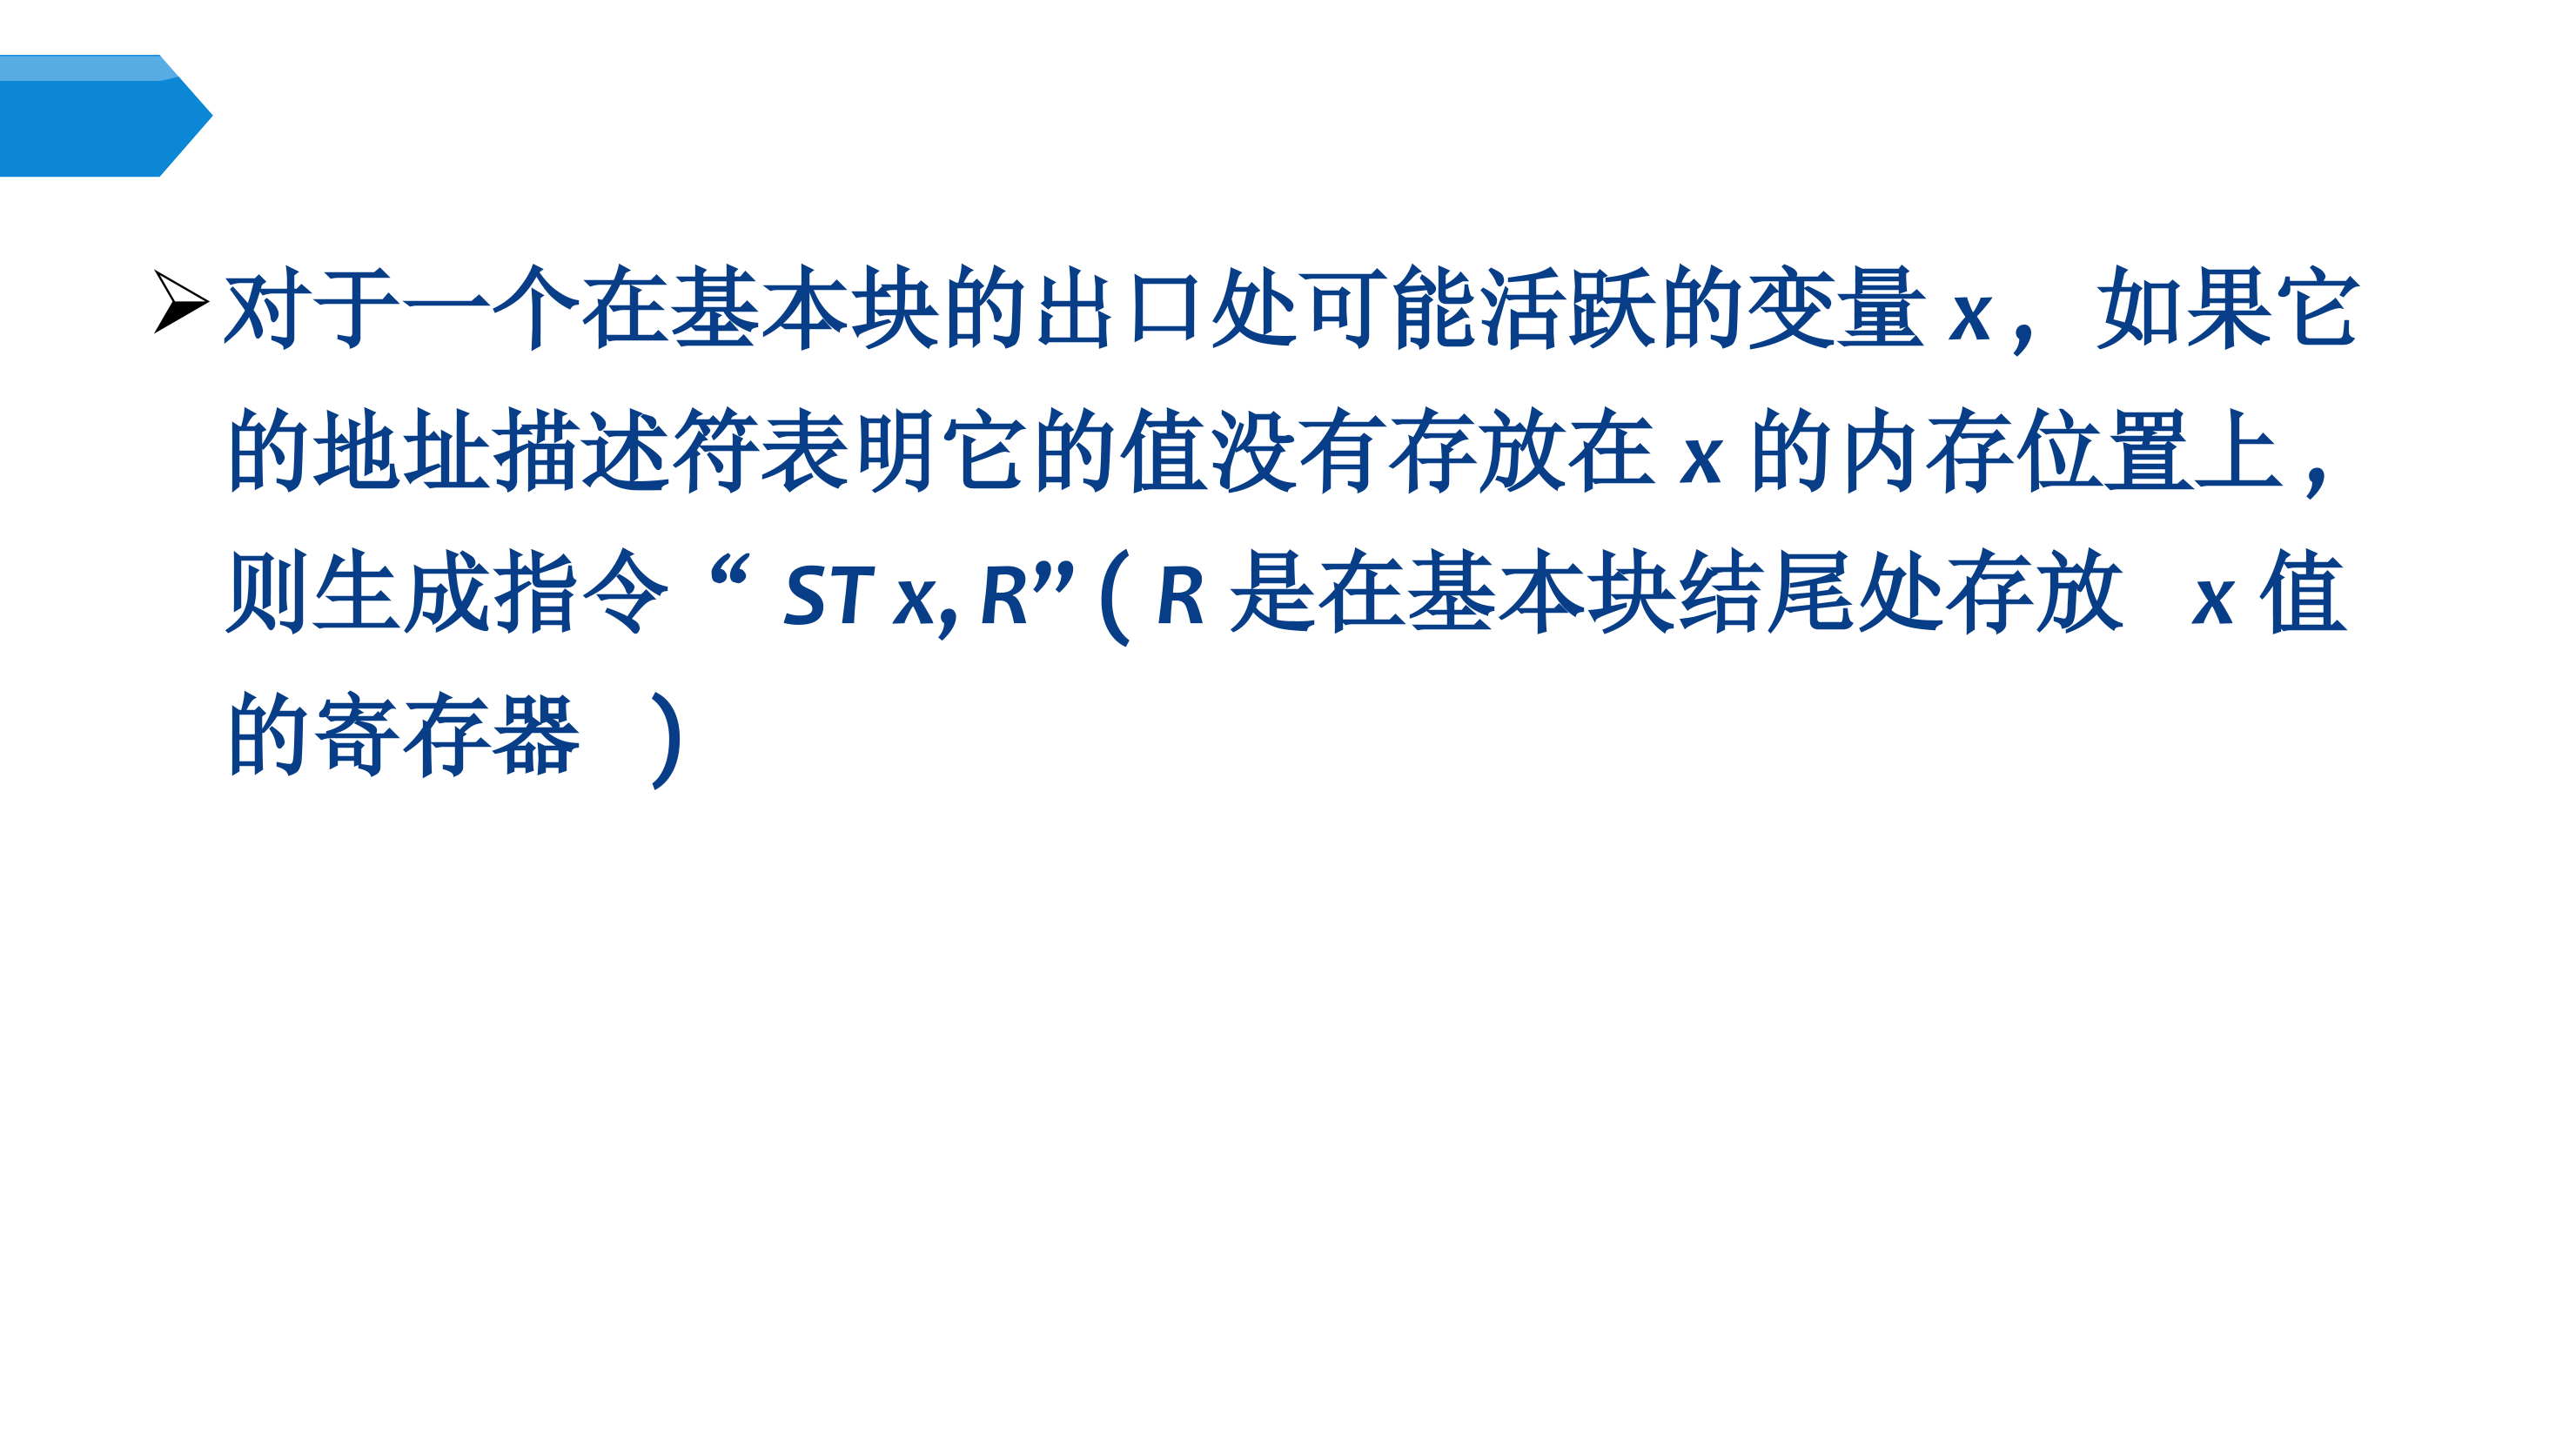 对于一个在基本块的出口处可能活跃的变量 x ，如果它
的地址描述符表明它的值没有存放在 x 的内存位置上，
则生成指令 “ ST x, R” ( R 是在基本块结尾处存放 x 值
的寄存器 )